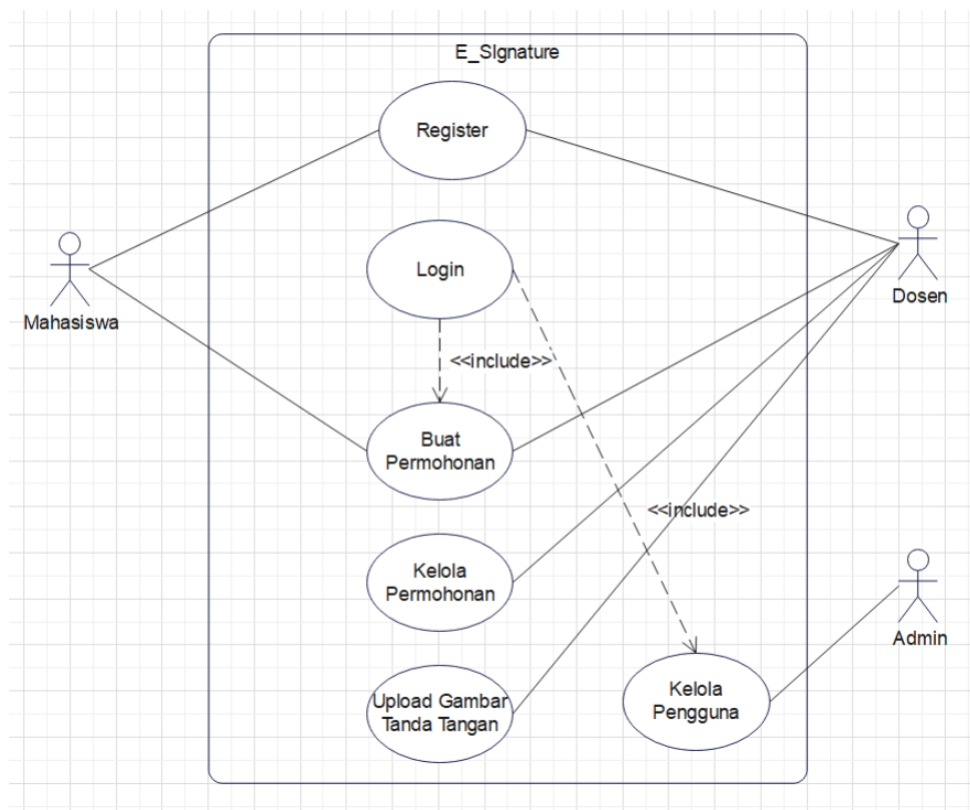 E_SIgnature
Register
Login
Mahasiswa
Dosen
<<include>>
Buat
Permohonan
<<include>>
Kelola
Permohonan
Admin
Upload Gambar
Tanda Tangan
Kelola
Pengguna